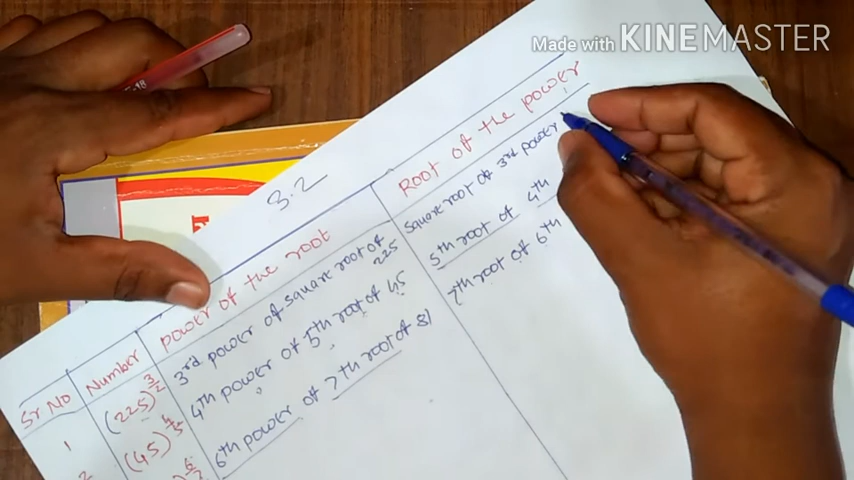 Made with KINEMASTER
3.2
Sr No
Number
power of the root
Root of the power
1
(225)^3/2
3rd power of square root of
225
square root of 3rd power
(45)^4/5
4th power of 5th root of 45
5th root of 4th
6th power of 7th root of 81
7th root of 6th